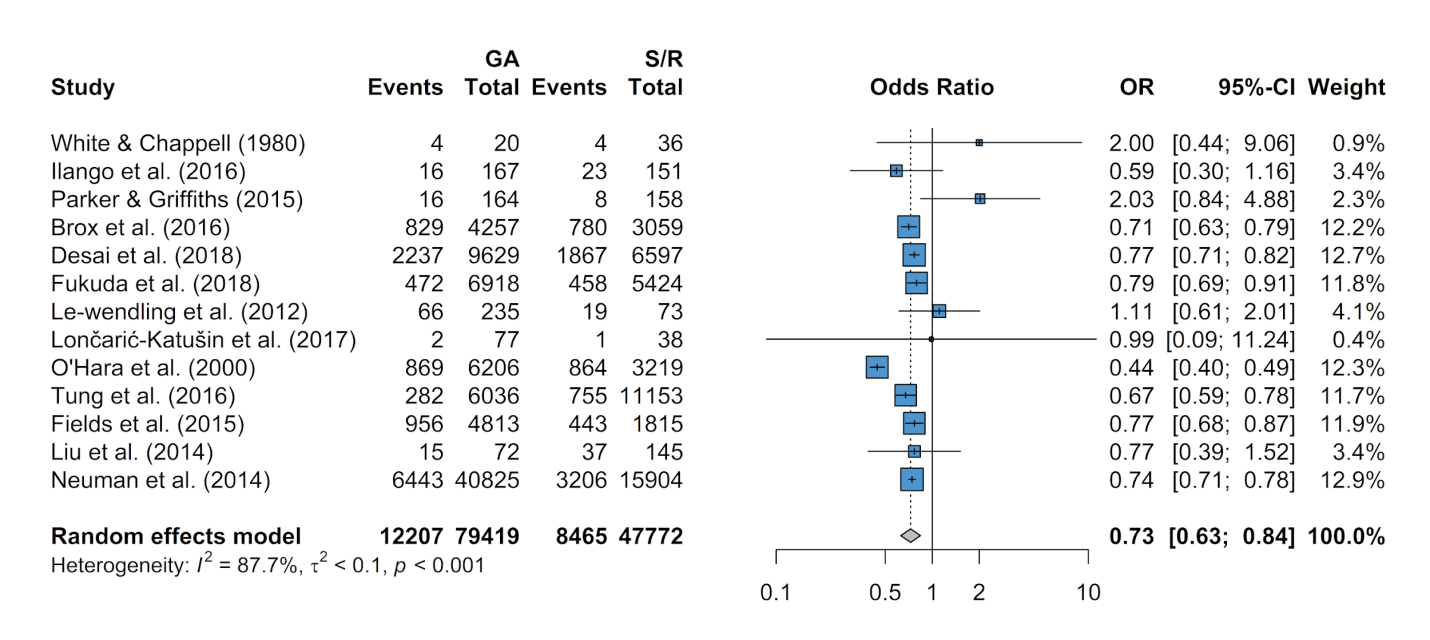 GA S/R
Study Events Total Events Total Odds Ratio OR 95%-CI Weight
White & Chappell (1980) 4 20 4 36 2.00 [0.44; 9.06] 0.9%
Ilango et al. (2016) 16 167 23 151 0.59 [0.30; 1.16] 3.4%
Parker & Griffiths (2015) 16 164 8 158 2.03 [0.84; 4.88] 2.3%
Brox et al. (2016) 829 4257 780 3059 0.71 [0.63; 0.79] 12.2%
Desai et al. (2018) 2237 9629 1867 6597 0.77 [0.71; 0.82] 12.7%
Fukuda et al. (2018) 472 6918 458 5424 0.79 [0.69; 0.91] 11.8%
Le-wendling et al. (2012) 66 235 19 73 1.11 [0.61; 2.01] 4.1%
Lončarić-Katušin et al. (2017) 2 77 1 38 0.99 [0.09; 11.24] 0.4%
O'Hara et al. (2000) 869 6206 864 3219 0.44 [0.40; 0.49] 12.3%
Tung et al. (2016) 282 6036 755 11153 0.67 [0.59; 0.78] 11.7%
Fields et al. (2015) 956 4813 443 1815 0.77 [0.68; 0.87] 11.9%
Liu et al. (2014) 15 72 37 145 0.77 [0.39; 1.52] 3.4%
Neuman et al. (2014) 6443 40825 3206 15904 0.74 [0.71; 0.78] 12.9%
Random effects model 12207 79419 8465 47772 0.73 [0.63; 0.84] 100.0%
Heterogeneity: I² = 87.7%, τ² < 0.1, p < 0.001
0.1 0.5 1 2 10